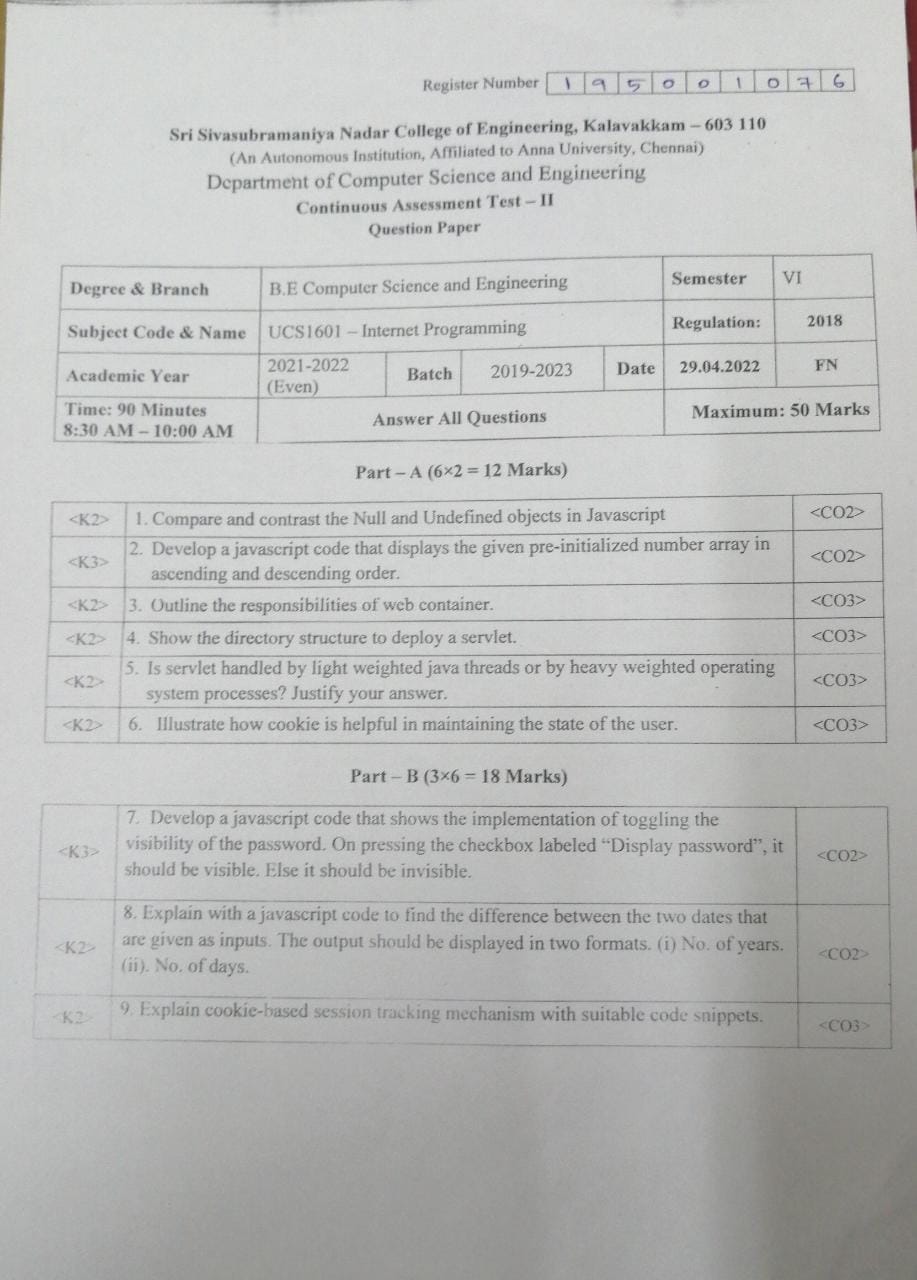 Register Number 1 9 5 0 0 1 0 7 6
Sri Sivasubramaniya Nadar College of Engineering, Kalavakkam – 603 110
(An Autonomous Institution, Affiliated to Anna University, Chennai)
Department of Computer Science and Engineering
Continuous Assessment Test – II
Question Paper
Degree & Branch B.E Computer Science and Engineering Semester VI
Subject Code & Name UCS1601 – Internet Programming Regulation: 2018
Academic Year 2021-2022 (Even) Batch 2019-2023 Date 29.04.2022 FN
Time: 90 Minutes
8:30 AM – 10:00 AM Answer All Questions Maximum: 50 Marks
Part – A (6×2 = 12 Marks)
<K2> 1. Compare and contrast the Null and Undefined objects in Javascript <CO2>
<K3> 2. Develop a javascript code that displays the given pre-initialized number array in
ascending and descending order. <CO2>
<K2> 3. Outline the responsibilities of web container. <CO3>
<K2> 4. Show the directory structure to deploy a servlet. <CO3>
<K2> 5. Is servlet handled by light weighted java threads or by heavy weighted operating
system processes? Justify your answer. <CO3>
<K2> 6. Illustrate how cookie is helpful in maintaining the state of the user. <CO3>
Part – B (3×6 = 18 Marks)
7. Develop a javascript code that shows the implementation of toggling the
<K3> visibility of the password. On pressing the checkbox labeled “Display password”, it <CO2>
should be visible. Else it should be invisible.
8. Explain with a javascript code to find the difference between the two dates that
<K2> are given as inputs. The output should be displayed in two formats. (i) No. of years. <CO2>
(ii). No. of days.
<K2> 9. Explain cookie-based session tracking mechanism with suitable code snippets. <CO3>